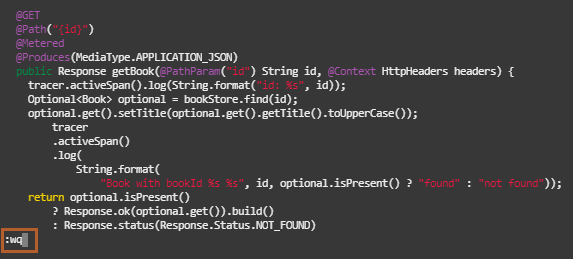 @GET
@Path("{id}")
@Metered
@Produces(MediaType.APPLICATION_JSON)
public Response getBook(@PathParam("id") String id, @Context HttpHeaders headers) {
tracer.activeSpan().log(String.format("id: %s", id));
Optional<Book> optional = bookStore.find(id);
optional.get().setTitle(optional.get().getTitle().toUpperCase());
tracer
.activeSpan()
.log(
String.format(
"Book with bookId %s %s", id, optional.isPresent() ? "found" : "not found"));
return optional.isPresent()
? Response.ok(optional.get()).build()
: Response.status(Response.Status.NOT_FOUND)
:wq